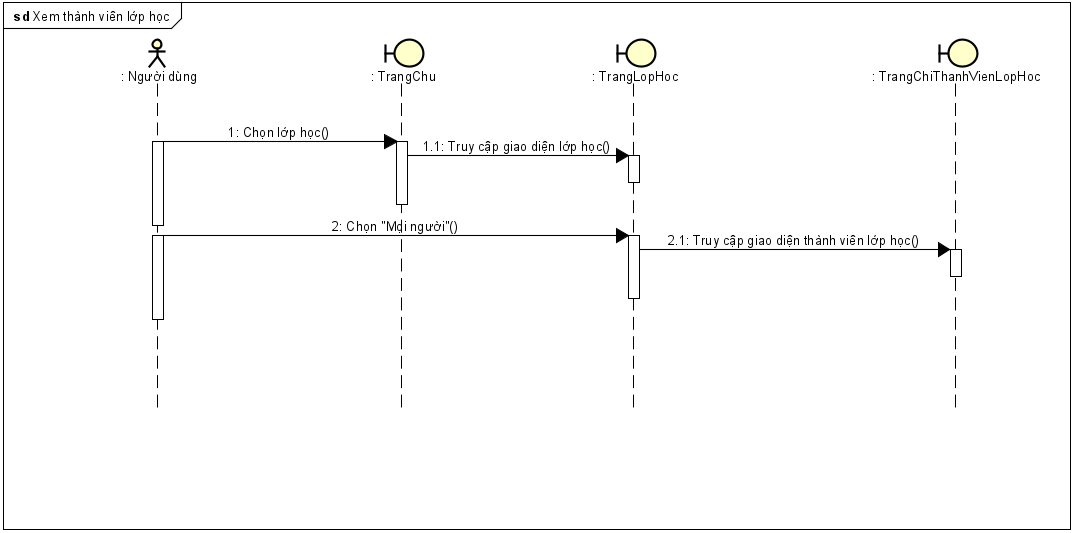 sd Xem thành viên lớp học
: Người dùng
: TrangChu
: TrangLopHoc
: TrangChiThanhVienLopHoc
1: Chọn lớp học()
1.1: Truy cập giao diện lớp học()
2: Chọn "Mọi người"()
2.1: Truy cập giao diện thành viên lớp học()